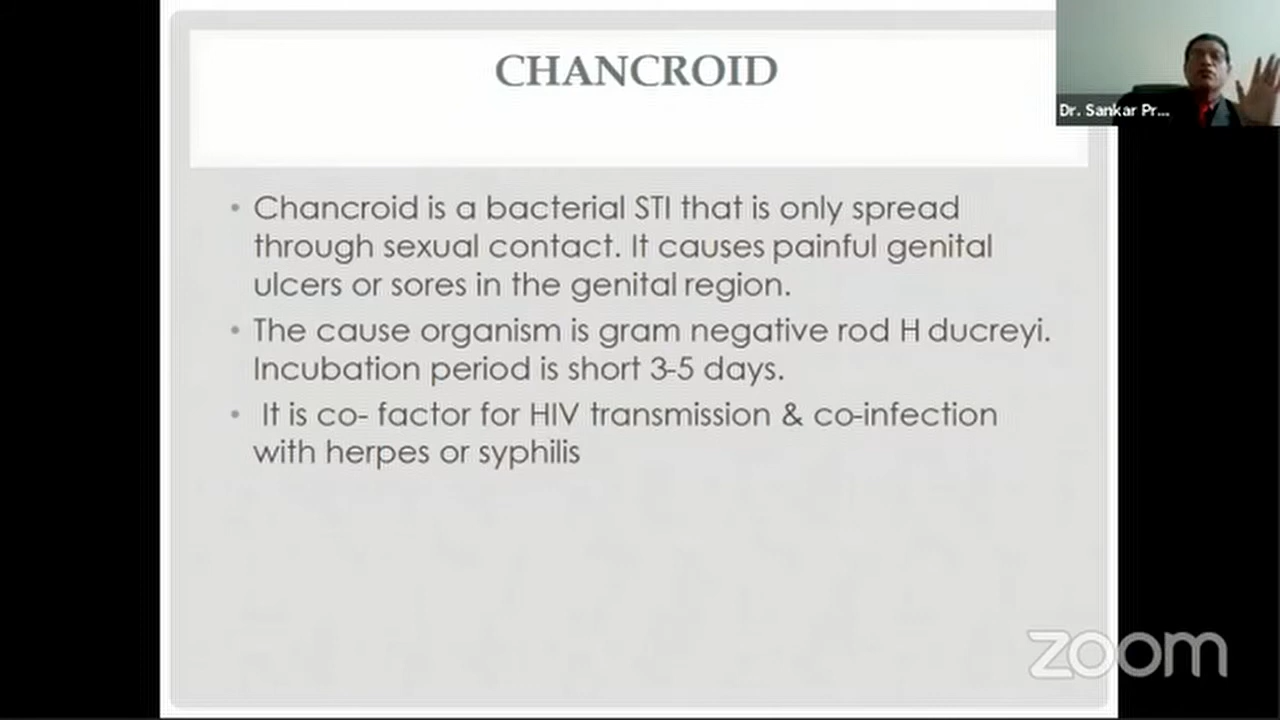 CHANCROID
Dr. Sankar Pr...
• Chancroid is a bacterial STI that is only spread
through sexual contact. It causes painful genital
ulcers or sores in the genital region.
• The cause organism is gram negative rod H ducreyi.
Incubation period is short 3-5 days.
• It is co- factor for HIV transmission & co-infection
with herpes or syphilis
zoom